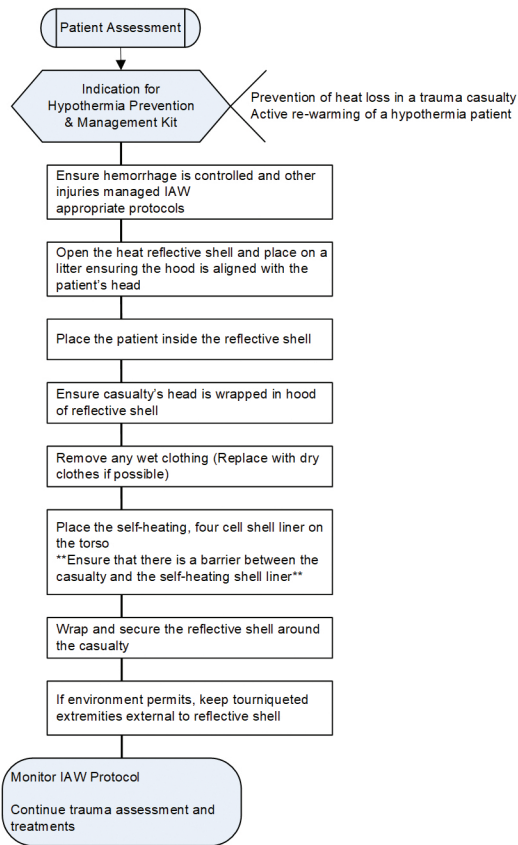 Patient Assessment
Indication for
Hypothermia Prevention
& Management Kit
Prevention of heat loss in a trauma casualty
Active re-warming of a hypothermia patient
Ensure hemorrhage is controlled and other
injuries managed IAW
appropriate protocols
Open the heat reflective shell and place on a
litter ensuring the hood is aligned with the
patient's head
Place the patient inside the reflective shell
Ensure casualty's head is wrapped in hood
of reflective shell
Remove any wet clothing (Replace with dry
clothes if possible)
Place the self-heating, four cell shell liner on
the torso
**Ensure that there is a barrier between the
casualty and the self-heating shell liner**
Wrap and secure the reflective shell around
the casualty
If environment permits, keep tourniqueted
extremities external to reflective shell
Monitor IAW Protocol
Continue trauma assessment and
treatments